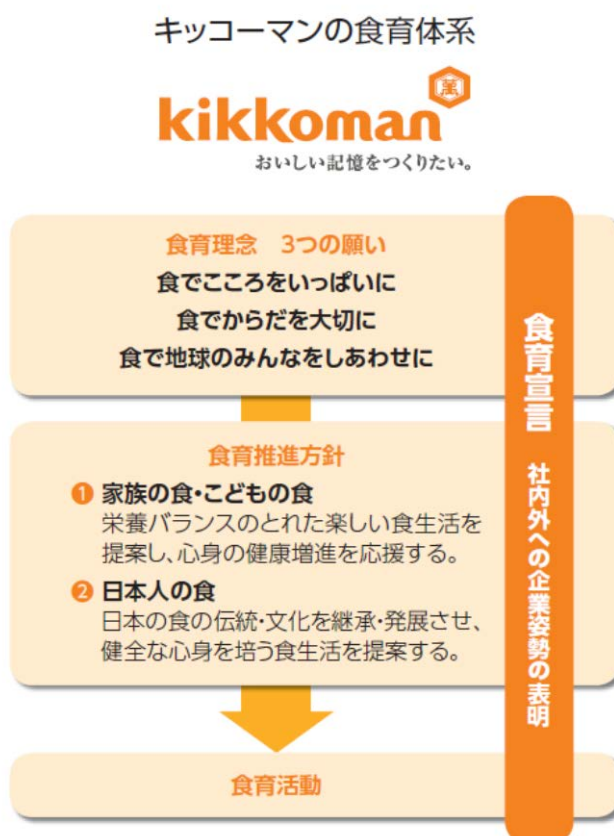 キッコーマンの食育体系
萬
kikkoman
おいしい記憶をつくりたい。
食育理念　3つの願い
食でこころをいっぱいに
食でからだを大切に
食で地球のみんなをしあわせに
食育推進方針
❶ 家族の食・こどもの食
栄養バランスのとれた楽しい食生活を
提案し、心身の健康増進を応援する。
❷ 日本人の食
日本の食の伝統・文化を継承・発展させ、
健全な心身を培う食生活を提案する。
食育活動
食育宣言　社内外への企業姿勢の表明